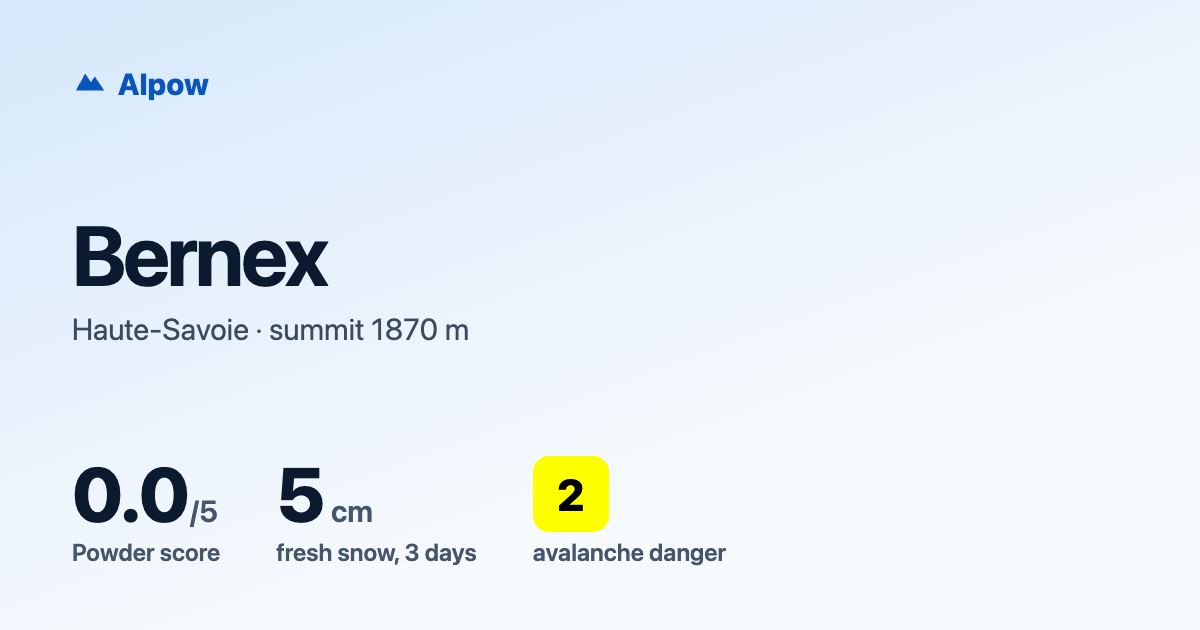 Alpow
Bernex
Haute-Savoie · summit 1870 m
0.0/5 5 cm 2
Powder score fresh snow, 3 days avalanche danger